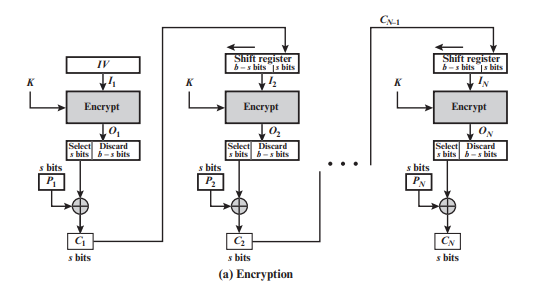 C_{N-1}
Shift register
b – s bits | s bits
Shift register
b – s bits | s bits
IV
K
I_1
K
I_2
K
I_N
Encrypt
Encrypt
Encrypt
O_1
O_2
O_N
Select
s bits
Discard
b – s bits
Select
s bits
Discard
b – s bits
Select
s bits
Discard
b – s bits
• • •
s bits
P_1
s bits
P_2
s bits
P_N
C_1
C_2
C_N
s bits
s bits
s bits
(a) Encryption